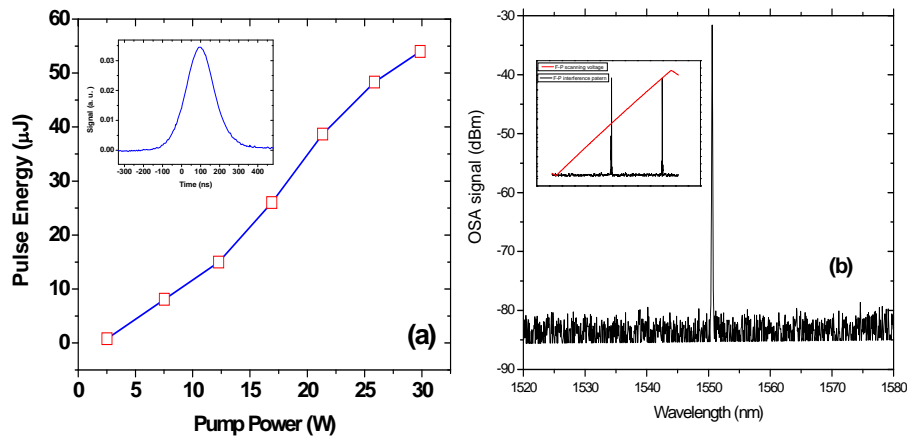 60
50
40
30
20
10
0
Pulse Energy (μJ)
0 5 10 15 20 25 30
Pump Power (W)
(a)
0.03
0.02
0.01
0.00
Signal (a. u. )
-300 -200 -100 0 100 200 300 400
Time (ns)
-30
-40
-50
-60
-70
-80
-90
OSA signal (dBm)
1520 1530 1540 1550 1560 1570 1580
Wavelength (nm)
(b)
F-P scanning voltage
F-P interference pattern